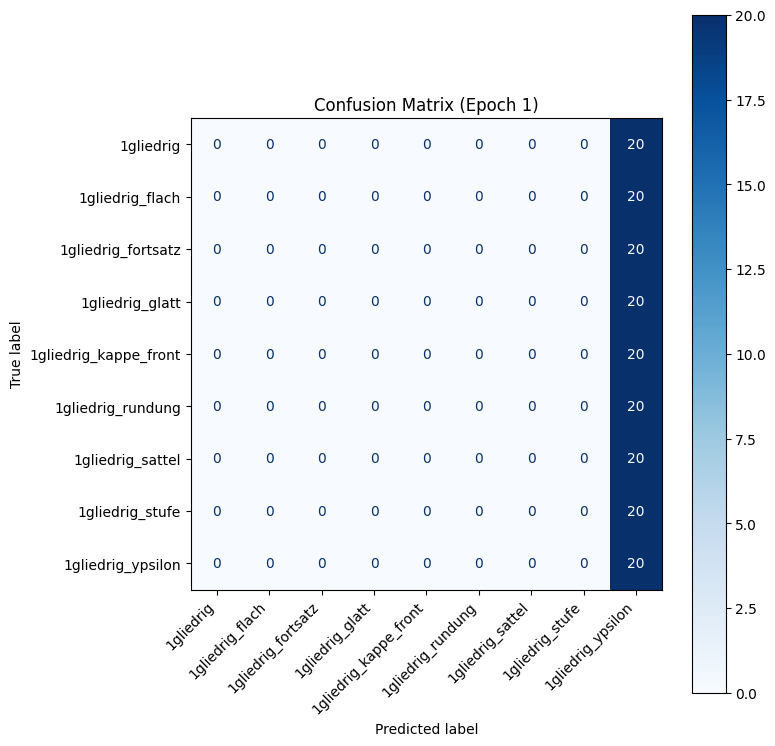 Confusion Matrix (Epoch 1)
True label
1gliedrig 0 0 0 0 0 0 0 0 20
1gliedrig_flach 0 0 0 0 0 0 0 0 20
1gliedrig_fortsatz 0 0 0 0 0 0 0 0 20
1gliedrig_glatt 0 0 0 0 0 0 0 0 20
1gliedrig_kappe_front 0 0 0 0 0 0 0 0 20
1gliedrig_rundung 0 0 0 0 0 0 0 0 20
1gliedrig_sattel 0 0 0 0 0 0 0 0 20
1gliedrig_stufe 0 0 0 0 0 0 0 0 20
1gliedrig_ypsilon 0 0 0 0 0 0 0 0 20
1gliedrig
1gliedrig_flach
1gliedrig_fortsatz
1gliedrig_glatt
1gliedrig_kappe_front
1gliedrig_rundung
1gliedrig_sattel
1gliedrig_stufe
1gliedrig_ypsilon
Predicted label
20.0
17.5
15.0
12.5
10.0
7.5
5.0
2.5
0.0